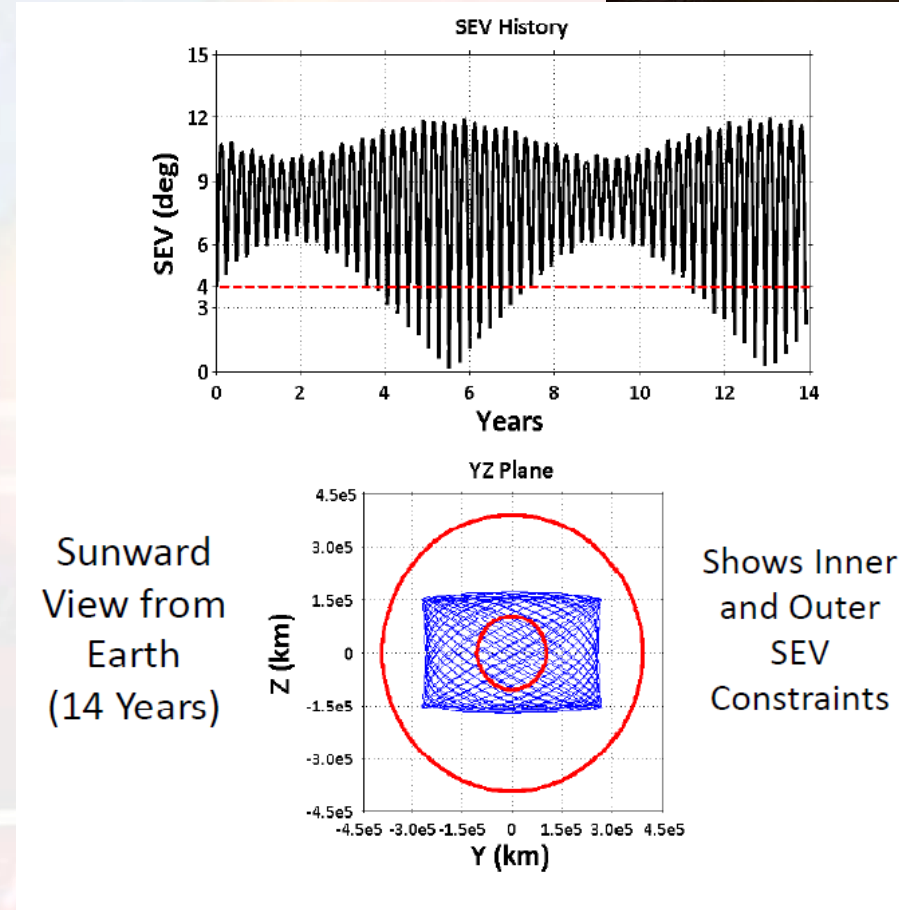 SEV History
15
12
9
6
4
3
0
SEV (deg)
0 2 4 6 8 10 12 14
Years
YZ Plane
4.5e5
3.0e5
1.5e5
0
-1.5e5
-3.0e5
-4.5e5
Z (km)
-4.5e5 -3.0e5 -1.5e5 0 1.5e5 3.0e5 4.5e5
Y (km)
Sunward
View from
Earth
(14 Years)
Shows Inner
and Outer
SEV
Constraints